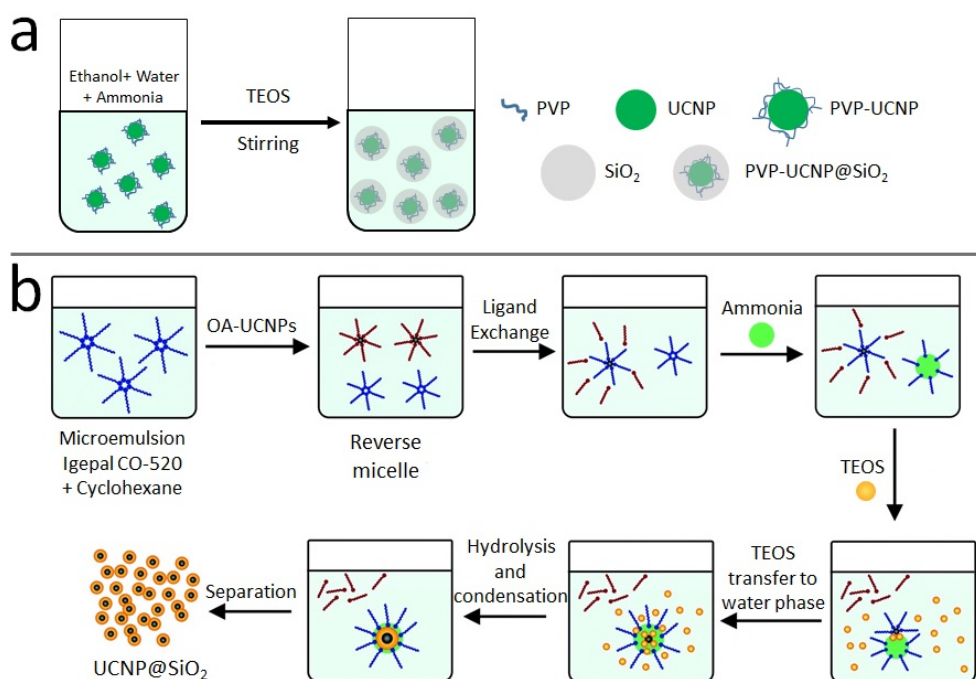 a
Ethanol+ Water
+ Ammonia
TEOS
Stirring
PVP
UCNP
PVP-UCNP
SiO₂
PVP-UCNP@SiO₂
b
OA-UCNPs
Ligand
Exchange
Ammonia
Microemulsion
Igepal CO-520
+ Cyclohexane
Reverse
micelle
TEOS
TEOS
transfer to
water phase
Hydrolysis
and
condensation
Separation
UCNP@SiO₂